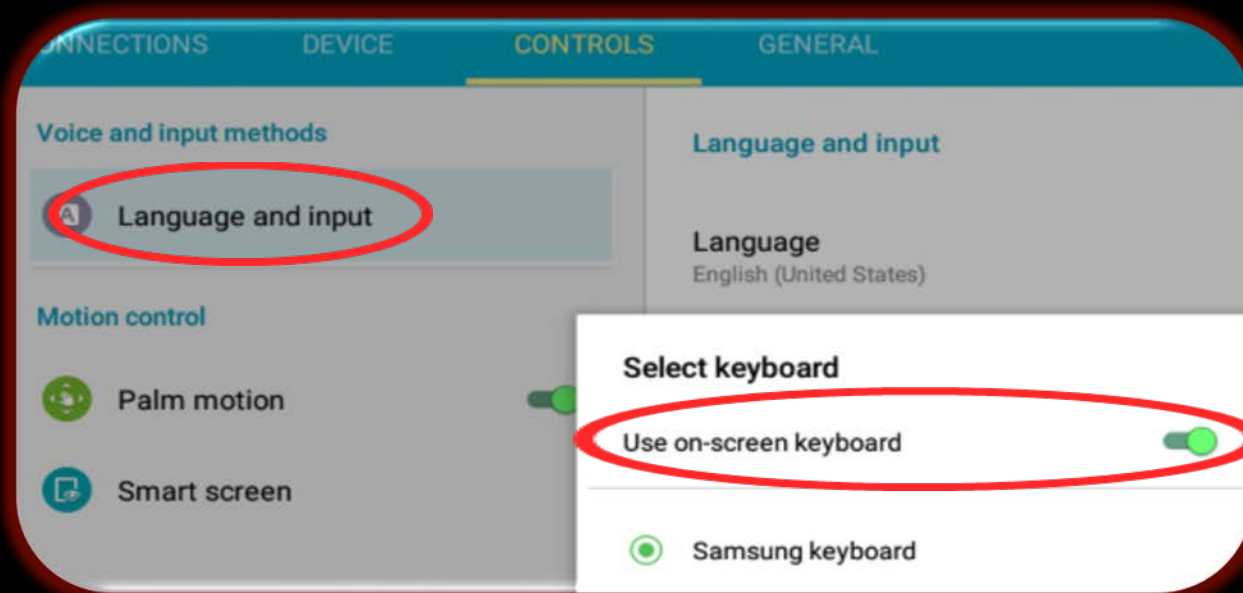 ONNECTIONS DEVICE CONTROLS GENERAL
Voice and input methods
Language and input
Motion control
Palm motion
Smart screen
Language and input
Language
English (United States)
Select keyboard
Use on-screen keyboard
Samsung keyboard